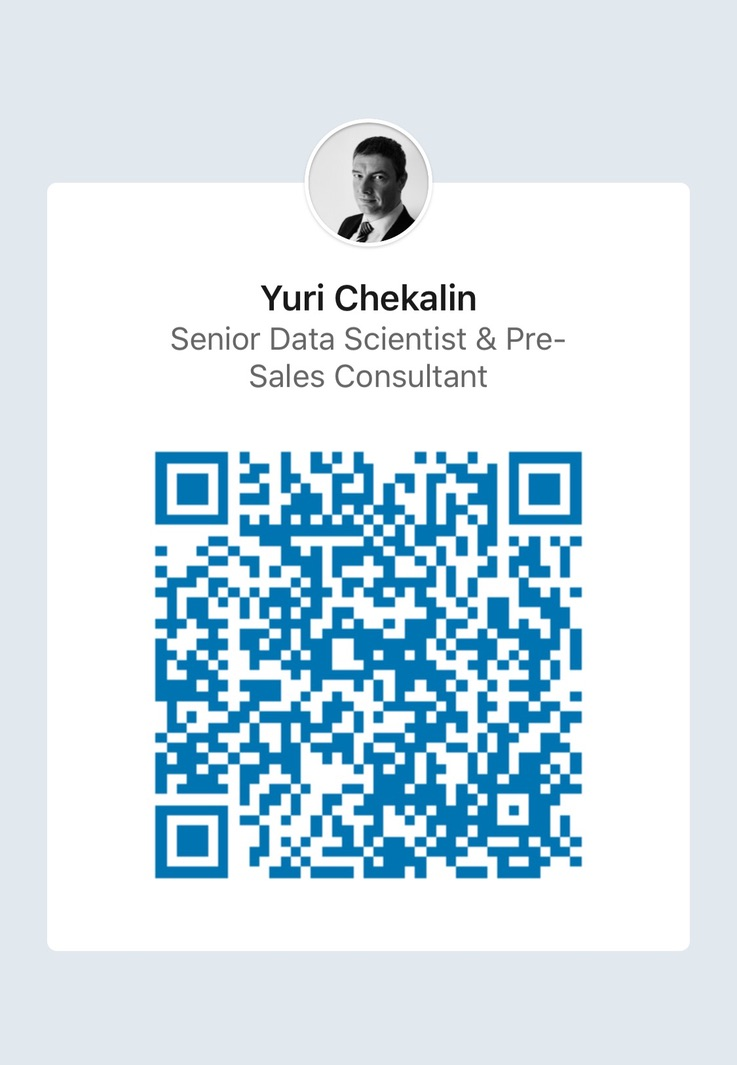 Yuri Chekalin
Senior Data Scientist & Pre-
Sales Consultant